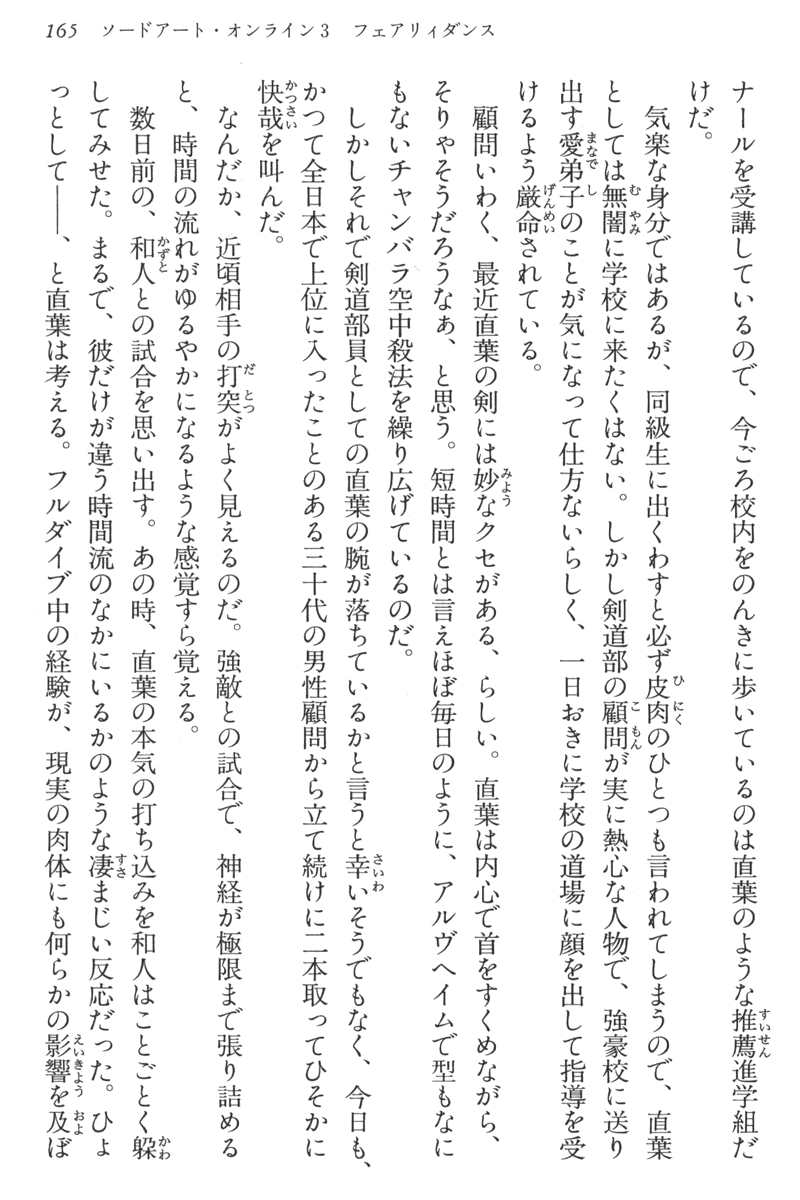 165 ソードアート・オンライン3 フェアリィダンス
ナールを受講しているので、今ごろ校内をのんきに歩いているのは直葉のような推薦進学組だ
けだ。
気楽な身分ではあるが、同級生に出くわすと必ず皮肉のひとつも言われてしまうので、直葉
としては無闇に学校に来たくはない。しかし剣道部の顧問が実に熱心な人物で、強豪校に送り
出す愛弟子のことが気になって仕方ないらしく、一日おきに学校の道場に顔を出して指導を受
けるよう厳命されている。
顧問いわく、最近直葉の剣には妙なクセがある、らしい。直葉は内心で首をすくめながら、
そりゃそうだろうなぁ、と思う。短時間とは言えほぼ毎日のように、アルヴヘイムで型もなに
もないチャンバラ空中殺法を繰り広げているのだ。
しかしそれで剣道部員としての直葉の腕が落ちているかと言うと幸いそうでもなく、今日も、
かつて全日本で上位に入ったことのある三十代の男性顧問から立て続けに二本取ってひそかに
快哉を叫んだ。
なんだか、近頃相手の打突がよく見えるのだ。強敵との試合で、神経が極限まで張り詰める
と、時間の流れがゆるやかになるような感覚すら覚える。
数日前の、和人との試合を思い出す。あの時、直葉の本気の打ち込みを和人はことごとく躱
してみせた。まるで、彼だけが違う時間流のなかにいるかのような凄まじい反応だった。ひょ
っとして――、と直葉は考える。フルダイブ中の経験が、現実の肉体にも何らかの影響を及ぼ